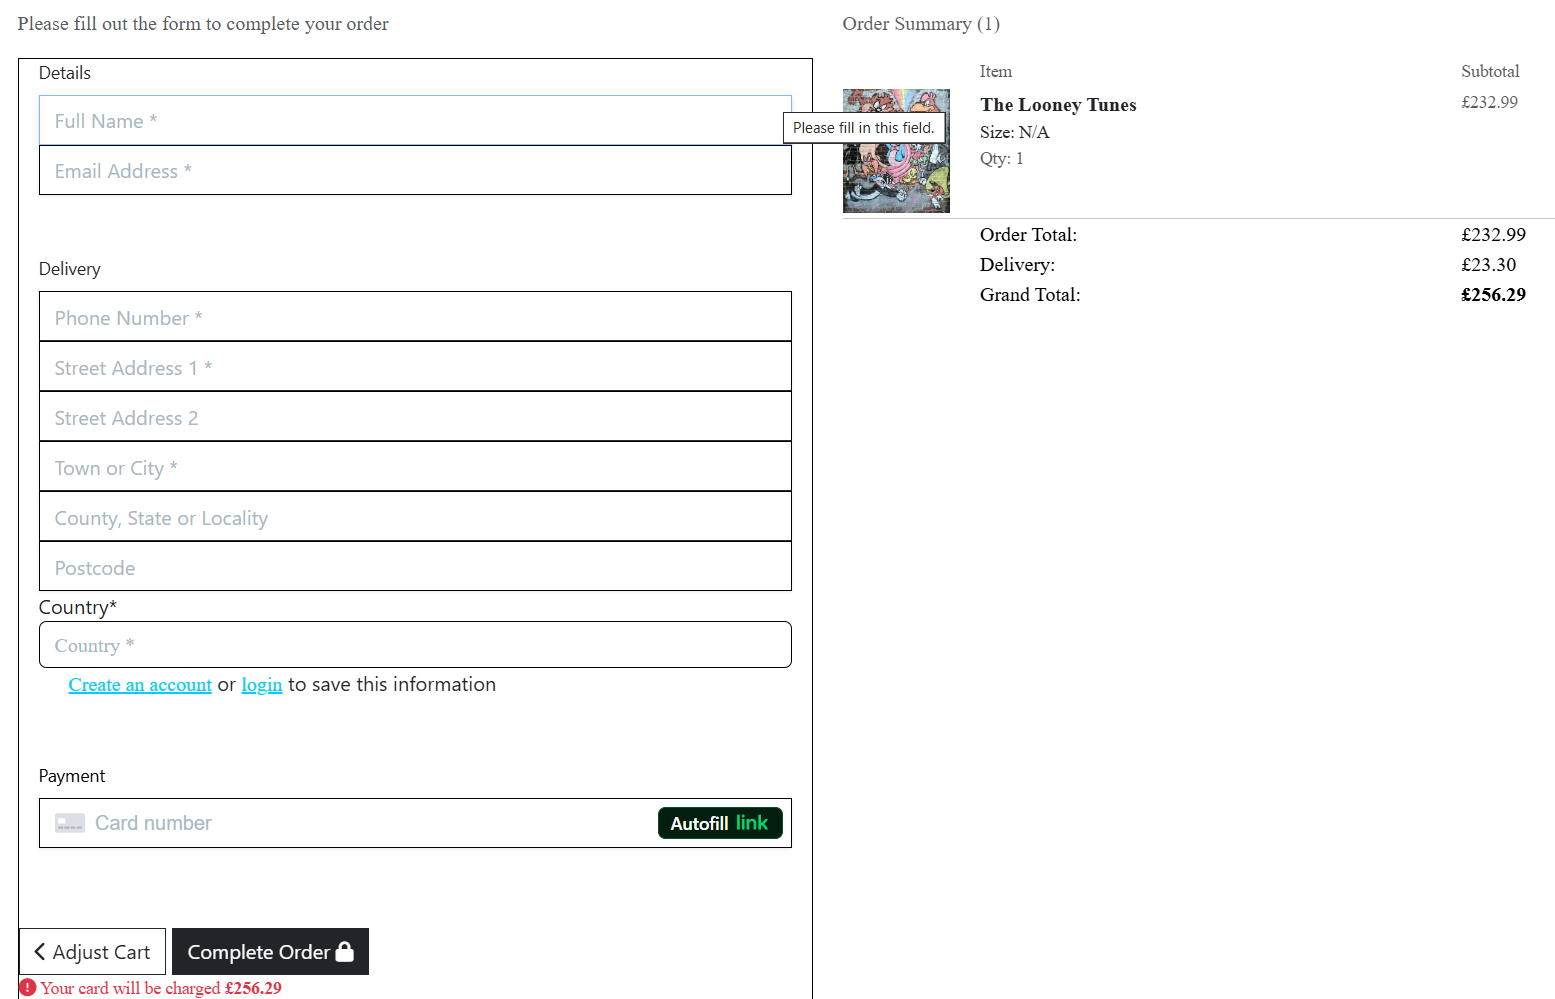 Please fill out the form to complete your order
Details
Full Name *
Email Address *
Delivery
Phone Number *
Street Address 1 *
Street Address 2
Town or City *
County, State or Locality
Postcode
Country*
Country *
Create an account or login to save this information
Payment
Card number
Autofill link
Adjust Cart
Complete Order
Your card will be charged £256.29
Order Summary (1)
Item Subtotal
The Looney Tunes £232.99
Please fill in this field.
Size: N/A
Qty: 1
Order Total: £232.99
Delivery: £23.30
Grand Total: £256.29